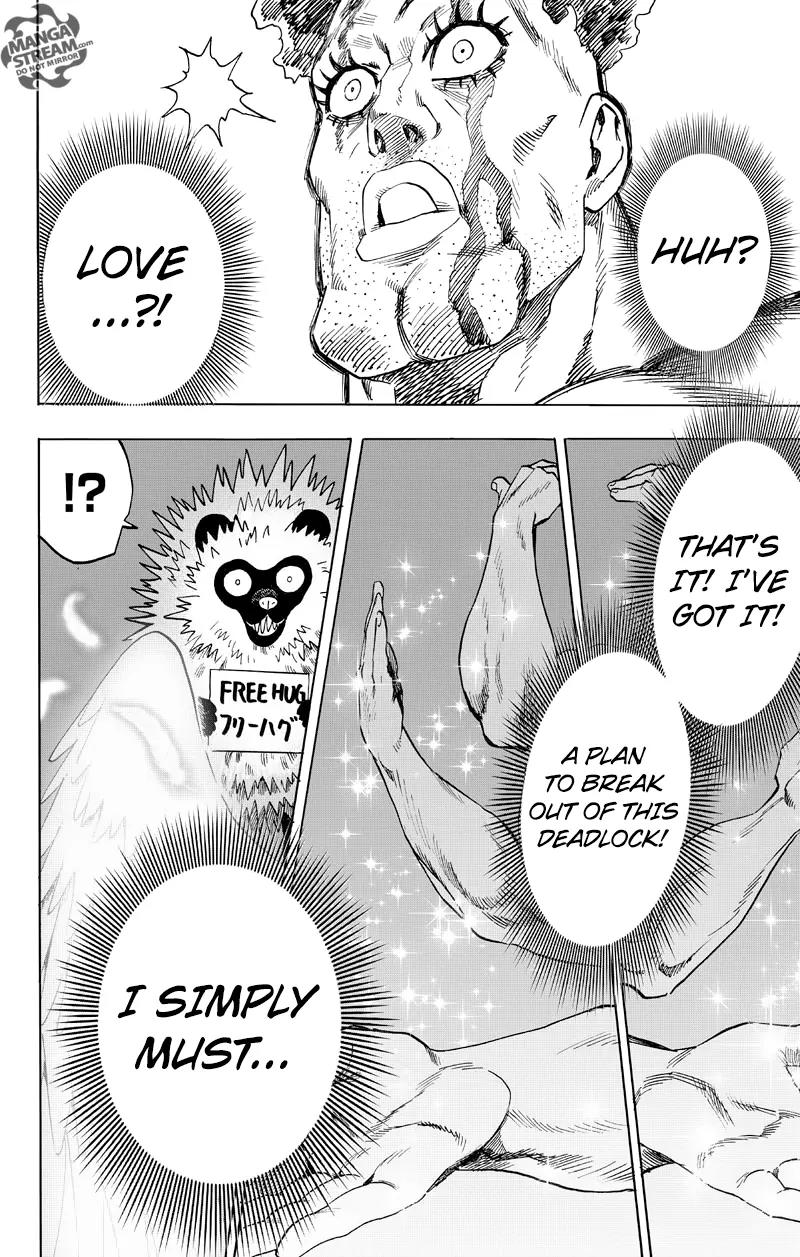 MANGA
STREAM.COM
DO NOT MIRROR!
HUH?
LOVE
...?!
THAT'S
IT! I'VE
GOT IT!
A PLAN
TO BREAK
OUT OF THIS
DEADLOCK!
!?
FREE HUG
フリーハグ
I SIMPLY
MUST...